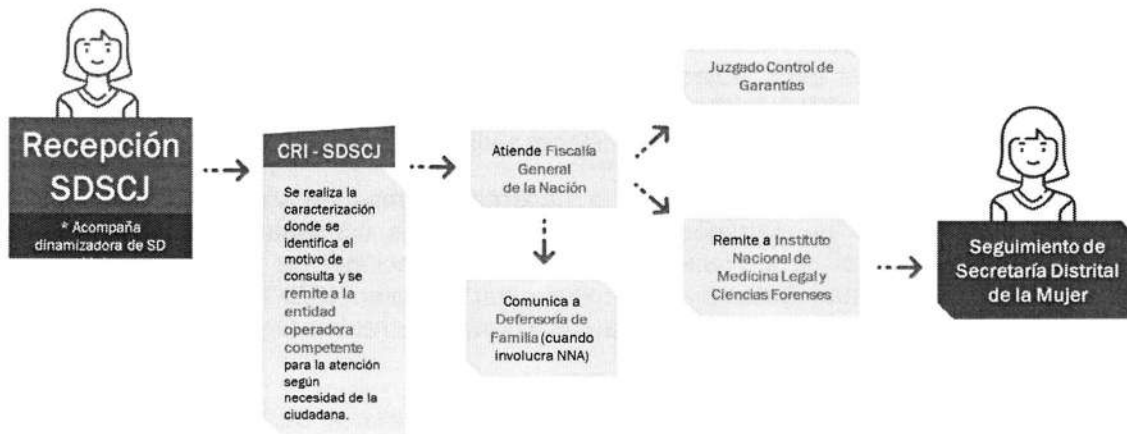 Recepción
SDSCJ
* Acompaña
dinamizadora de SD
CRI - SDSCJ
Se realiza la
caracterización
donde se
identifica el
motivo de
consulta y se
remite a la
entidad
operadora
competente
para la atención
según
necesidad de la
ciudadana.
Atiende Fiscalía
General
de la Nación
Comunica a
Defensoría de
Familia (cuando
involucra NNA)
Juzgado Control de
Garantías
Remite a Instituto
Nacional de
Medicina Legal y
Ciencias Forenses
Seguimiento de
Secretaría Distrital
de la Mujer